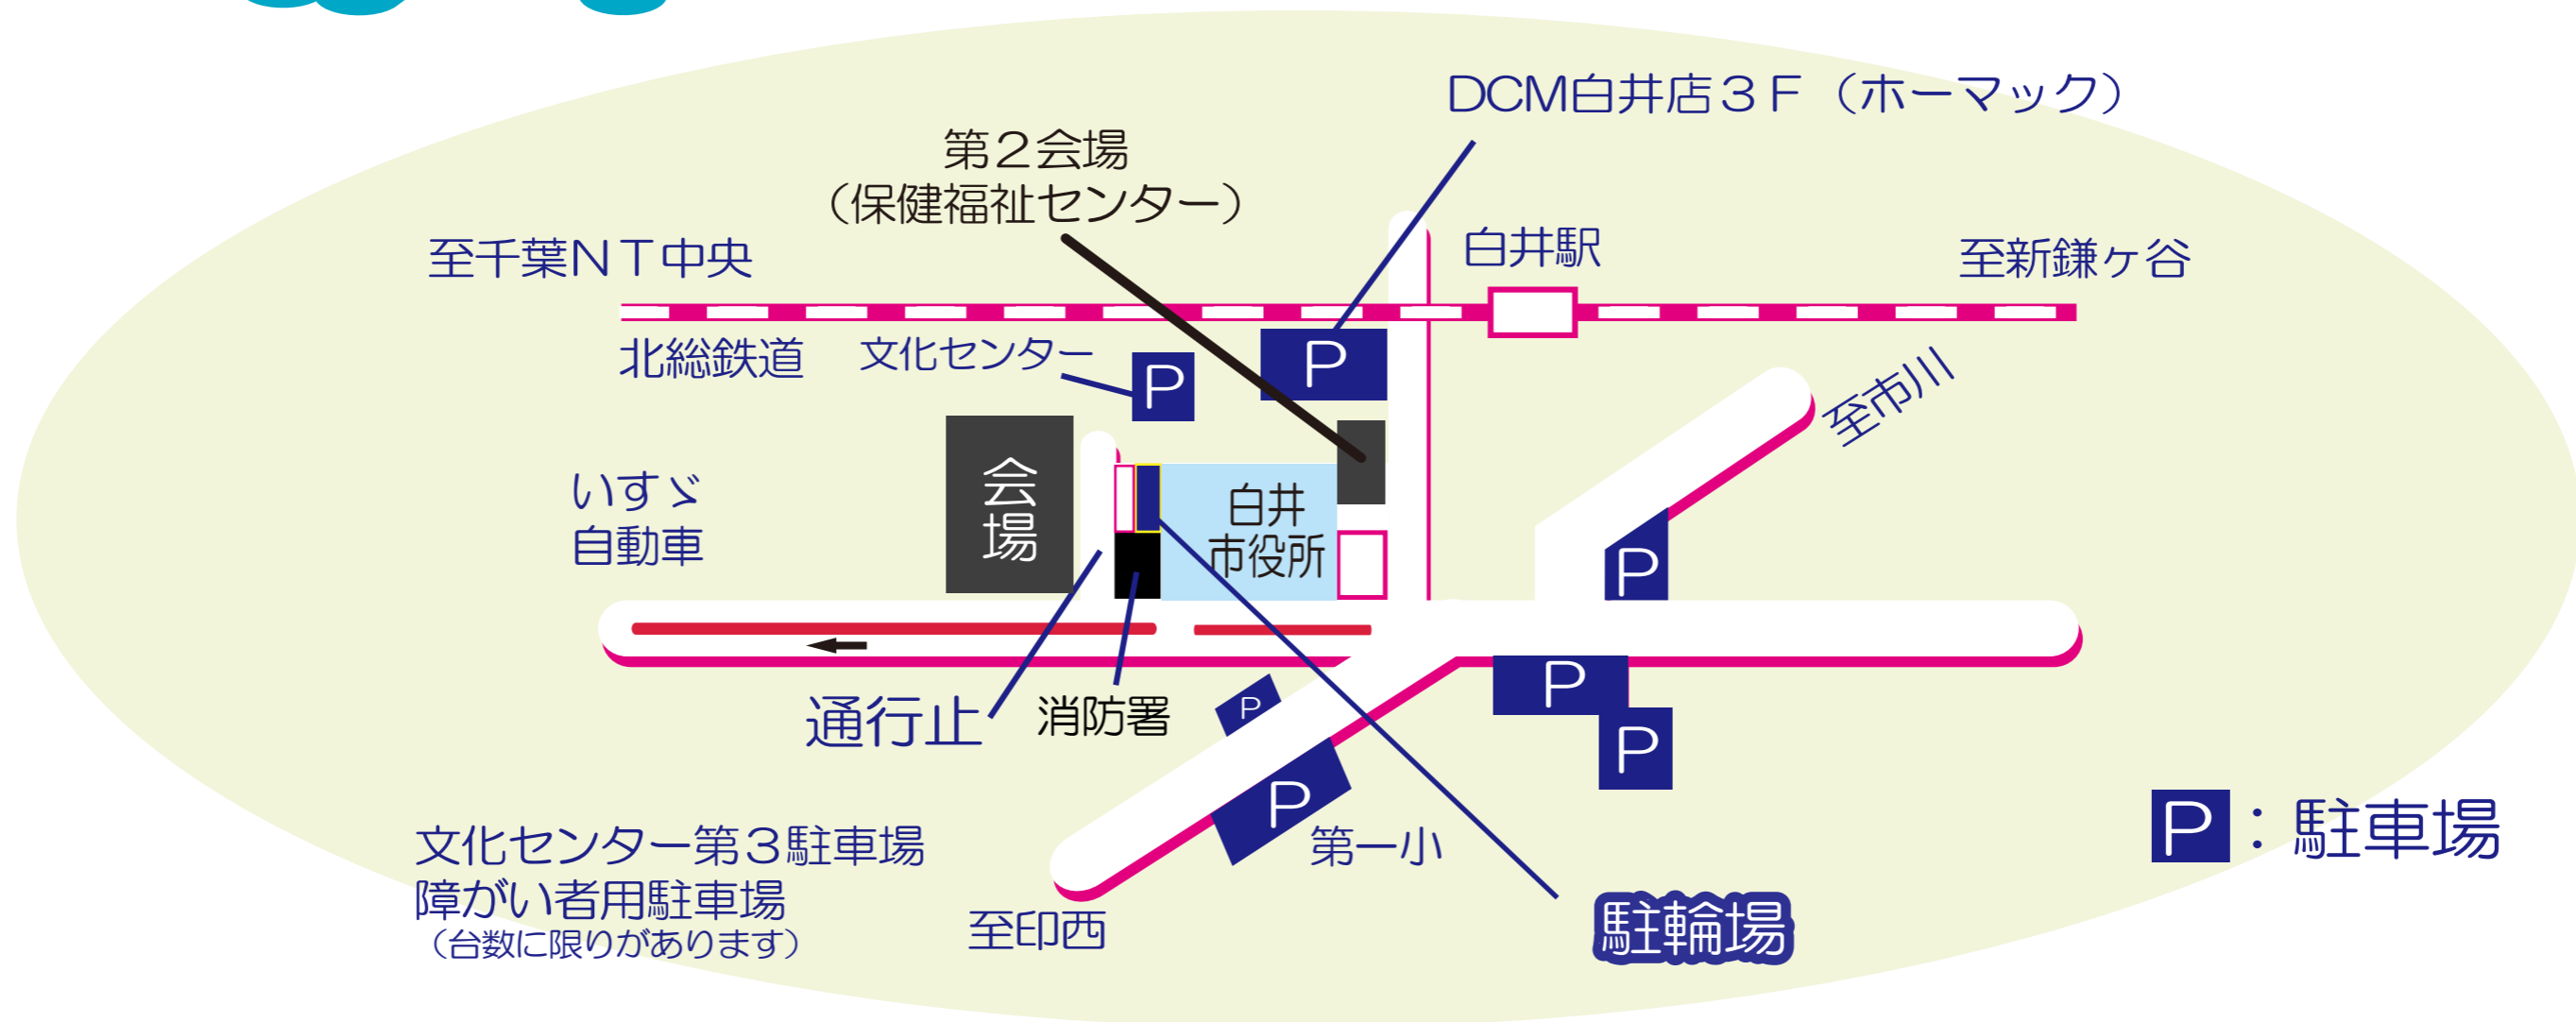 DCM白井店３Ｆ（ホーマック）
第２会場
（保健福祉センター）
至千葉ＮＴ中央
白井駅
至新鎌ヶ谷
北総鉄道
文化センター
P
P
至市川
いすゞ
自動車
会場
白井
市役所
P
通行止
消防署
P
P
P
P
文化センター第３駐車場
障がい者用駐車場
（台数に限りがあります）
第一小
至印西
駐輪場
P：駐車場